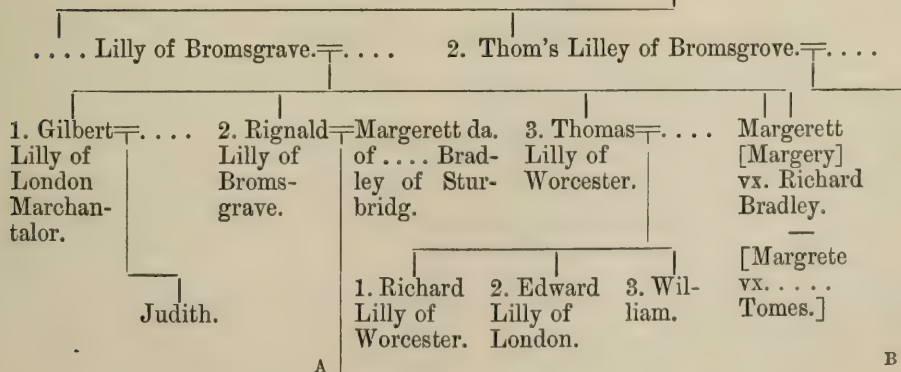 .... Lilly of Bromsgrave.=....
2. Thom's Lilley of Bromsgrove.=....
1. Gilbert=....
Lilly of
London
Marchan-
talor.
2. Rignald=Margerett da.
Lilly of
Broms-
grave.
of .... Brad-
ley of Stur-
bridg.
3. Thomas=....
Lilly of
Worcester.
Margerett
[Margery]
vx. Richard
Bradley.
—
[Margrete
vx.....
Tomes.]
Judith.
1. Richard
Lilly of
Worcester.
2. Edward
Lilly of
London.
3. Wil-
liam.
A
B